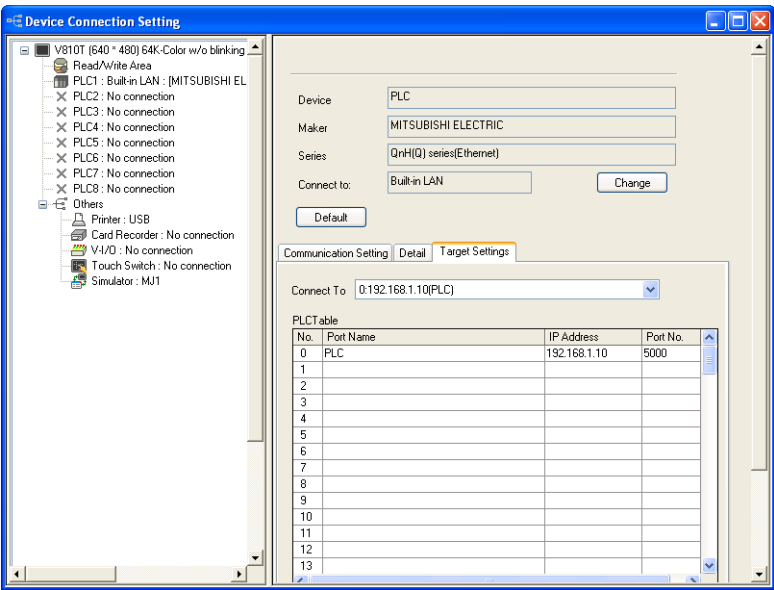 Device Connection Setting
V810T (640 * 480) 64K-Color w/o blinking
Read/Write Area
PLC1 : Built-in LAN : [MITSUBISHI EL
PLC2 : No connection
PLC3 : No connection
PLC4 : No connection
PLC5 : No connection
PLC6 : No connection
PLC7 : No connection
PLC8 : No connection
Others
Printer : USB
Card Recorder : No connection
V-I/O : No connection
Touch Switch : No connection
Simulator : MJ1
Device PLC
Maker MITSUBISHI ELECTRIC
Series QnH(Q) series(Ethernet)
Connect to: Built-in LAN Change
Default
Communication Setting Detail Target Settings
Connect To 0:192.168.1.10(PLC)
PLCTable
No. Port Name IP Address Port No.
0 PLC 192.168.1.10 5000
1
2
3
4
5
6
7
8
9
10
11
12
13